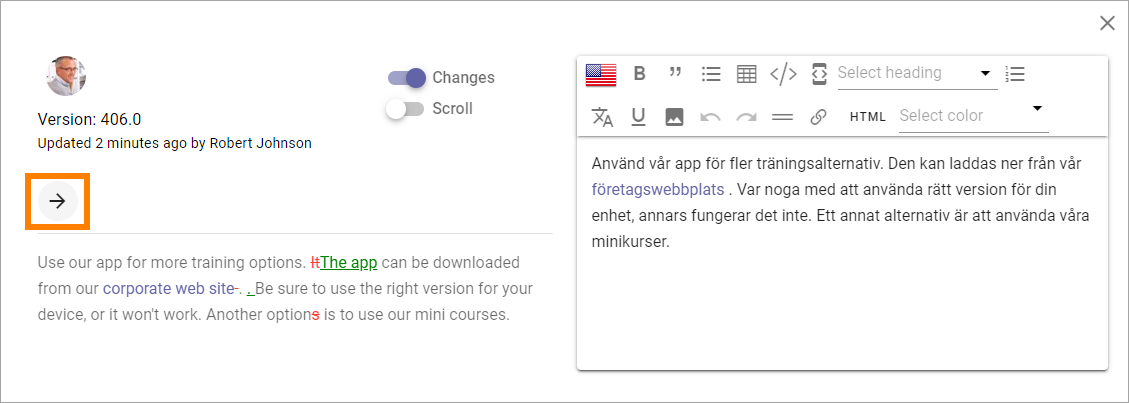 Changes
Scroll
Version: 406.0
Updated 2 minutes ago by Robert Johnson
Use our app for more training options. ItThe app can be downloaded
from our corporate web site . . Be sure to use the right version for your
device, or it won't work. Another options is to use our mini courses.
B ” </> Select heading
U HTML Select color
Använd vår app för fler träningsalternativ. Den kan laddas ner från vår
företagswebbplats . Var noga med att använda rätt version för din
enhet, annars fungerar det inte. Ett annat alternativ är att använda våra
minikurser.